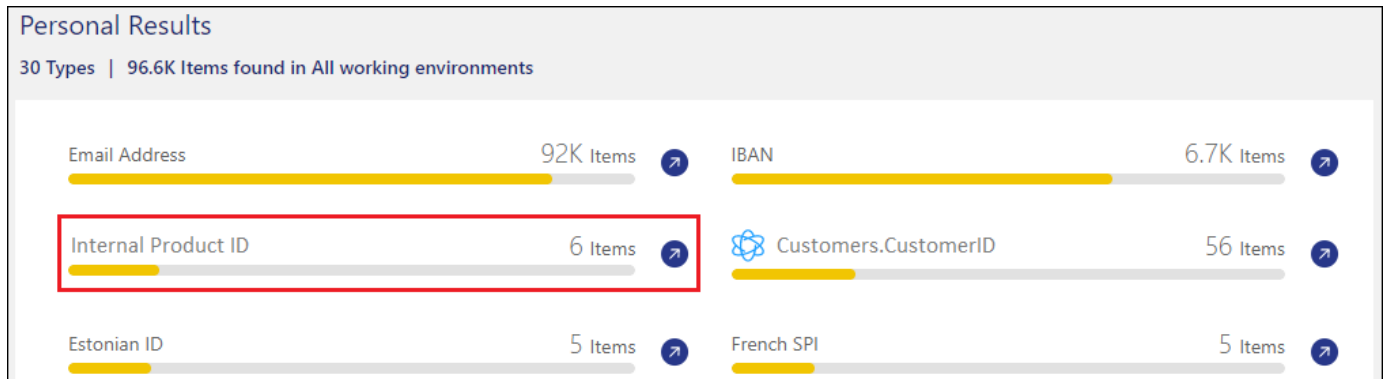 Personal Results
30 Types | 96.6K Items found in All working environments
Email Address 92K Items
IBAN 6.7K Items
Internal Product ID 6 Items
Customers.CustomerID 56 Items
Estonian ID 5 Items
French SPI 5 Items